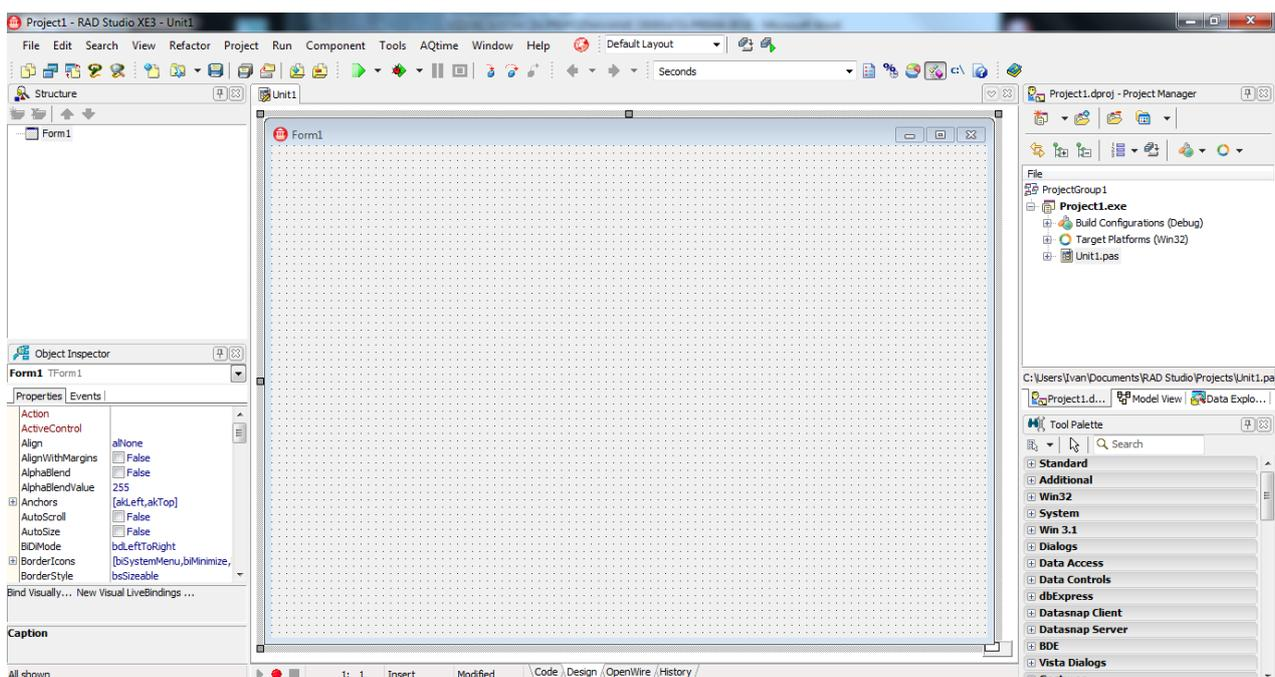 Project1 - RAD Studio XE3 - Unit1
File Edit Search View Refactor Project Run Component Tools AQtime Window Help Default Layout
Seconds
Structure
Form1
Object Inspector
Form1 TForm1
Properties Events
Action
ActiveControl
Align alNone
AlignWithMargins False
AlphaBlend False
AlphaBlendValue 255
Anchors [akLeft,akTop]
AutoScroll False
AutoSize False
BiDiMode bdLeftToRight
BorderIcons [biSystemMenu,biMinimize,
BorderStyle bsSizeable
Bind Visually... New Visual LiveBindings ...
Caption
All shown
Unit1
Form1
1: 1 Insert Modified Code Design OpenWire History
Project1.dproj - Project Manager
File
ProjectGroup1
Project1.exe
Build Configurations (Debug)
Target Platforms (Win32)
Unit1.pas
C:\Users\Ivan\Documents\RAD Studio\Projects\Unit1.pa
Project1.d... Model View Data Explo...
Tool Palette
Search
Standard
Additional
Win32
System
Win 3.1
Dialogs
Data Access
Data Controls
dbExpress
Datasnap Client
Datasnap Server
BDE
Vista Dialogs